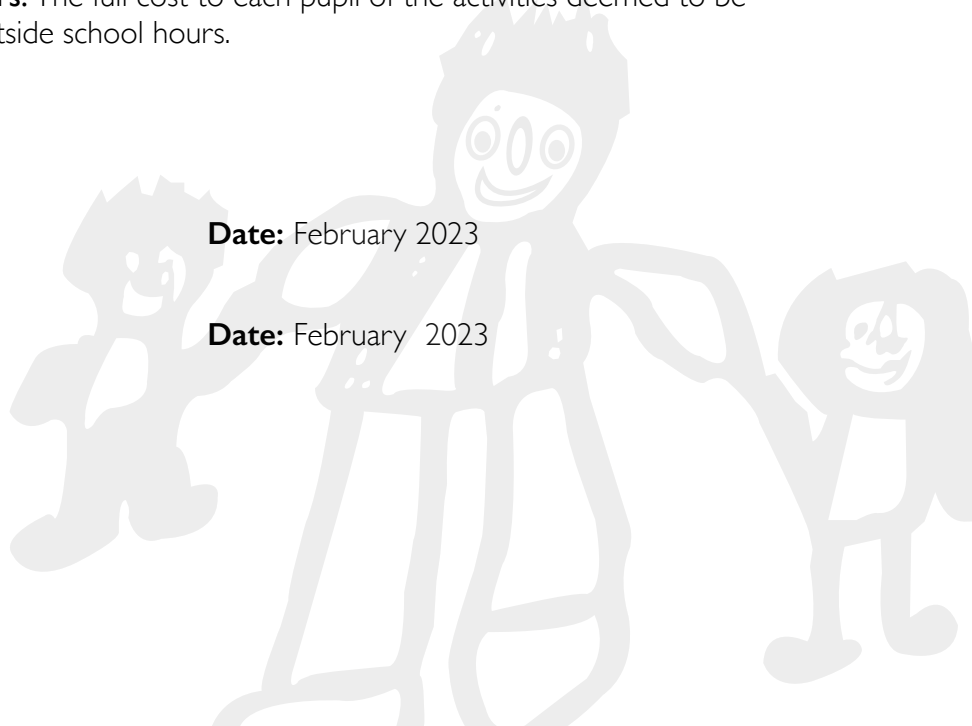 rs: The full cost to each pupil of the activities deemed to be
tside school hours.
Date: February 2023
Date: February  2023